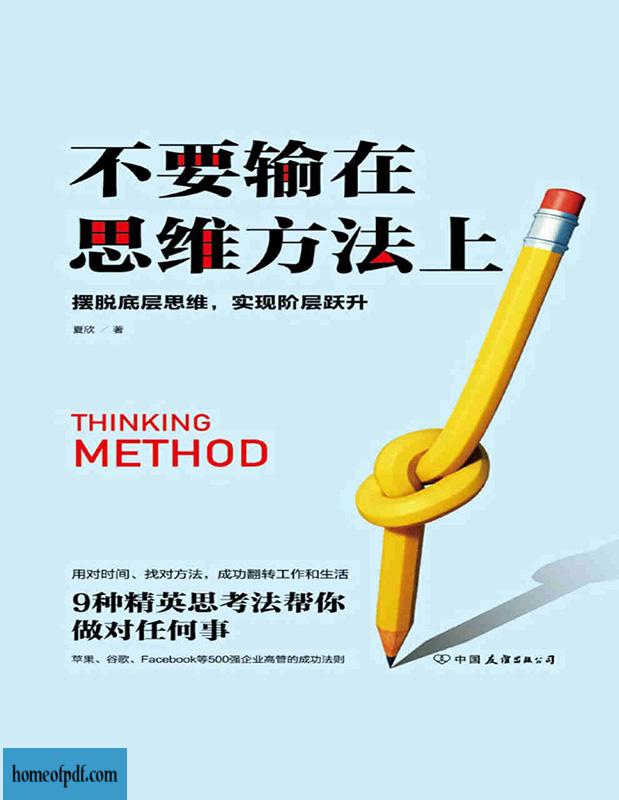 不要输在
思维方法上
摆脱底层思维，实现阶层跃升
夏欣／著
THINKING
METHOD
用对时间、找对方法，成功翻转工作和生活
9种精英思考法帮你
做对任何事
苹果、谷歌、Facebook等500强企业高管的成功法则
中国友谊出版公司
homeofpdf.com